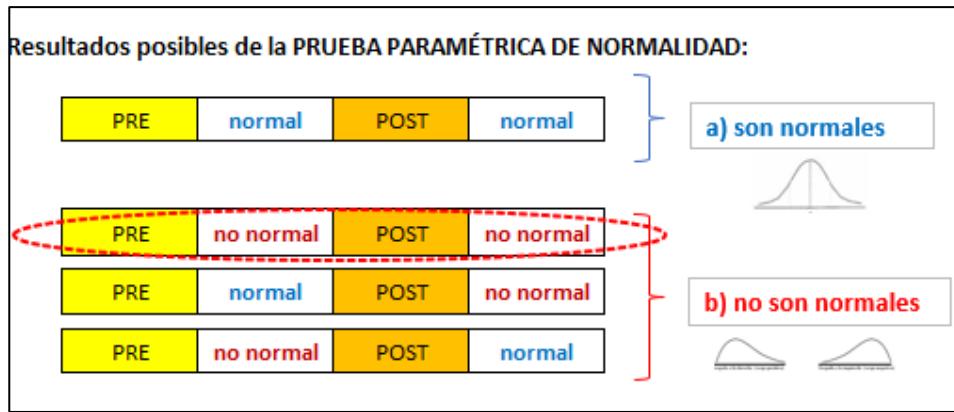 Resultados posibles de la PRUEBA PARAMÉTRICA DE NORMALIDAD:
PRE normal POST normal
a) son normales
PRE no normal POST no normal
PRE normal POST no normal
b) no son normales
PRE no normal POST normal